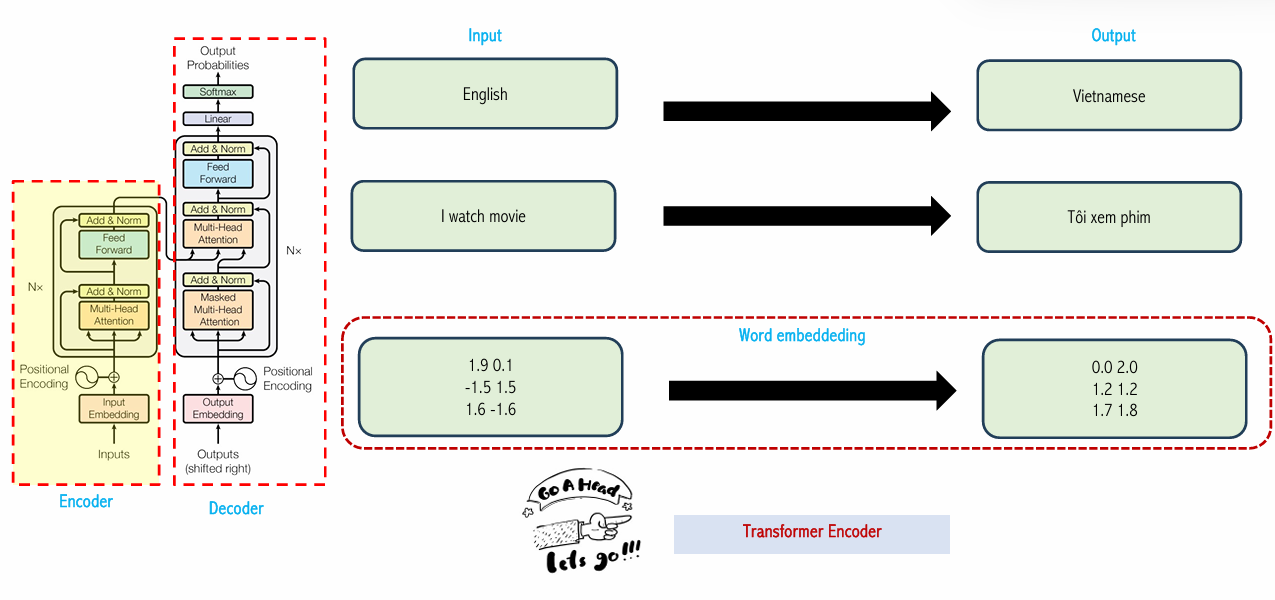 Output
Probabilities
Softmax
Linear
Add & Norm
Feed
Forward
Add & Norm
Multi-Head
Attention
Add & Norm
Masked
Multi-Head
Attention
N×
Positional
Encoding
Output
Embedding
Outputs
(shifted right)
Decoder
Add & Norm
Feed
Forward
Add & Norm
Multi-Head
Attention
N×
Positional
Encoding
Input
Embedding
Inputs
Encoder
Input
Output
English
Vietnamese
I watch movie
Tôi xem phim
Word embeddeding
1.9 0.1
-1.5 1.5
1.6 -1.6
0.0 2.0
1.2 1.2
1.7 1.8
Go A Head
Lets go!!!
Transformer Encoder